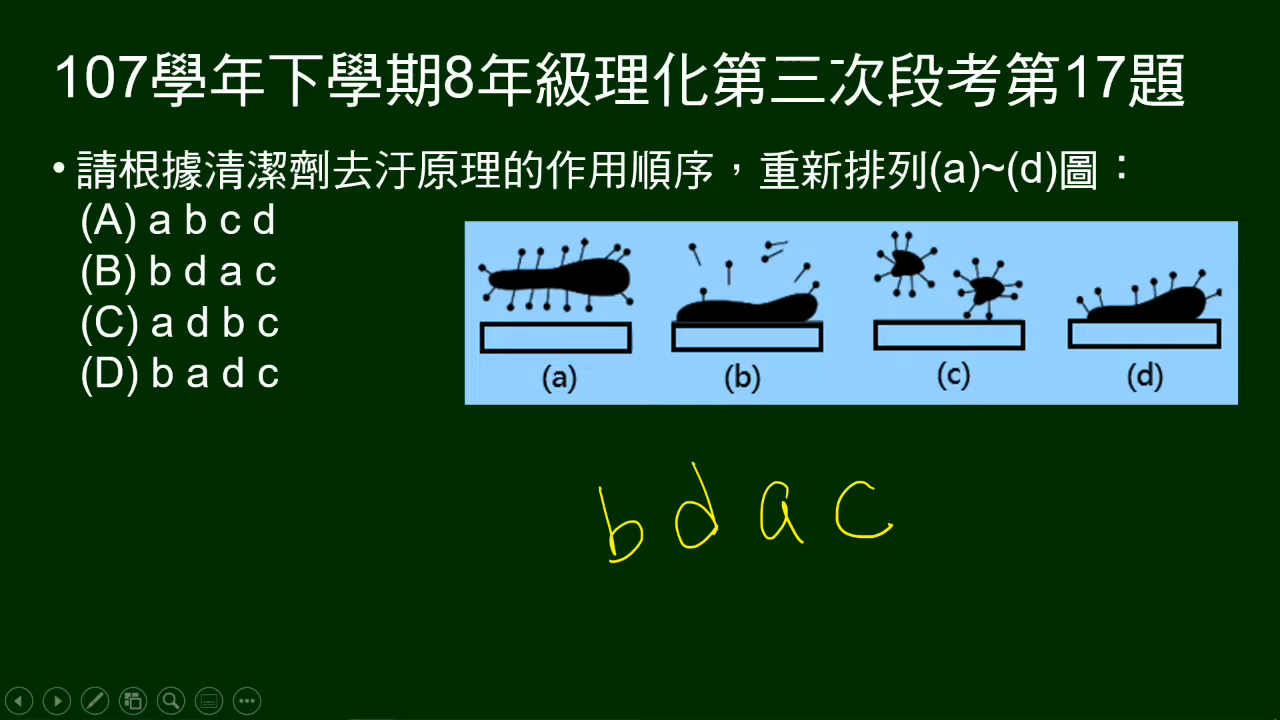 107學年下學期8年級理化第三次段考第17題
• 請根據清潔劑去汙原理的作用順序，重新排列(a)~(d)圖：
(A) a b c d
(B) b d a c
(C) a d b c
(D) b a d c
(a) (b) (c) (d)
b d a c